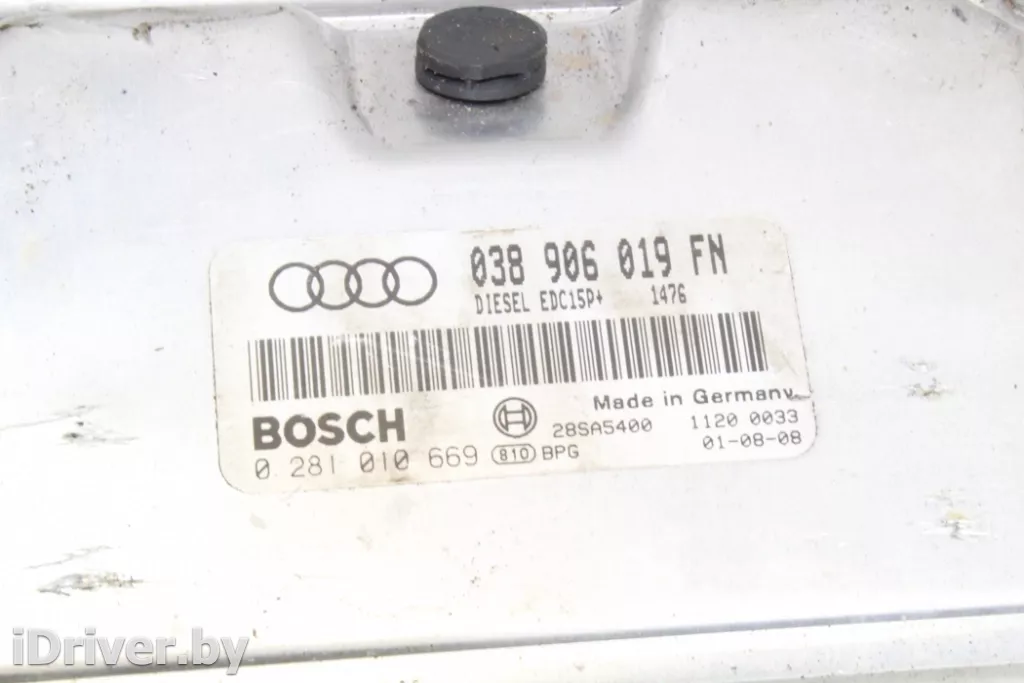 038 906 019 FN
DIESEL EDC15P+ 1476
BOSCH
Made in Germany
28SA5400 1120 0033
0 281 010 669 810 BPG 01-08-08
iDriver.by